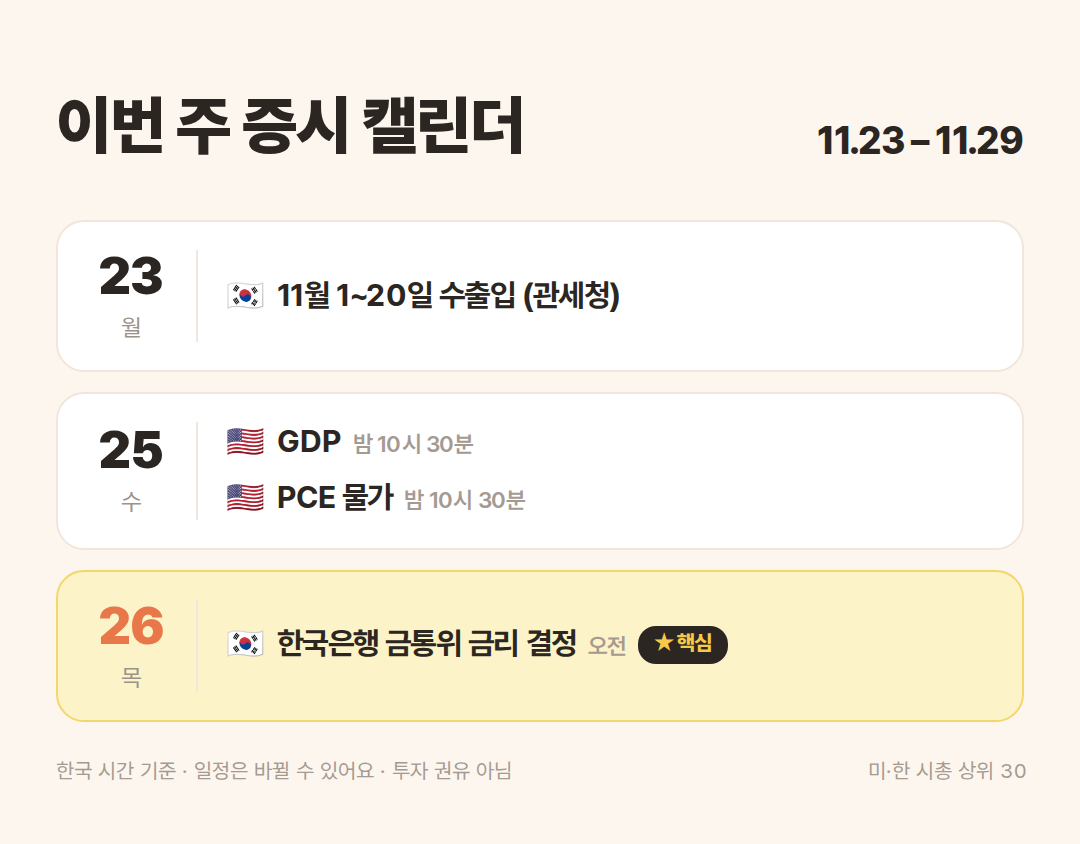 이번 주 증시 캘린더
11.23 – 11.29
23
월
🇰🇷 11월 1~20일 수출입 (관세청)
25
수
🇺🇸 GDP 밤 10시 30분
🇺🇸 PCE 물가 밤 10시 30분
26
목
🇰🇷 한국은행 금통위 금리 결정 오전 ★핵심
한국 시간 기준 · 일정은 바뀔 수 있어요 · 투자 권유 아님
미·한 시총 상위 30